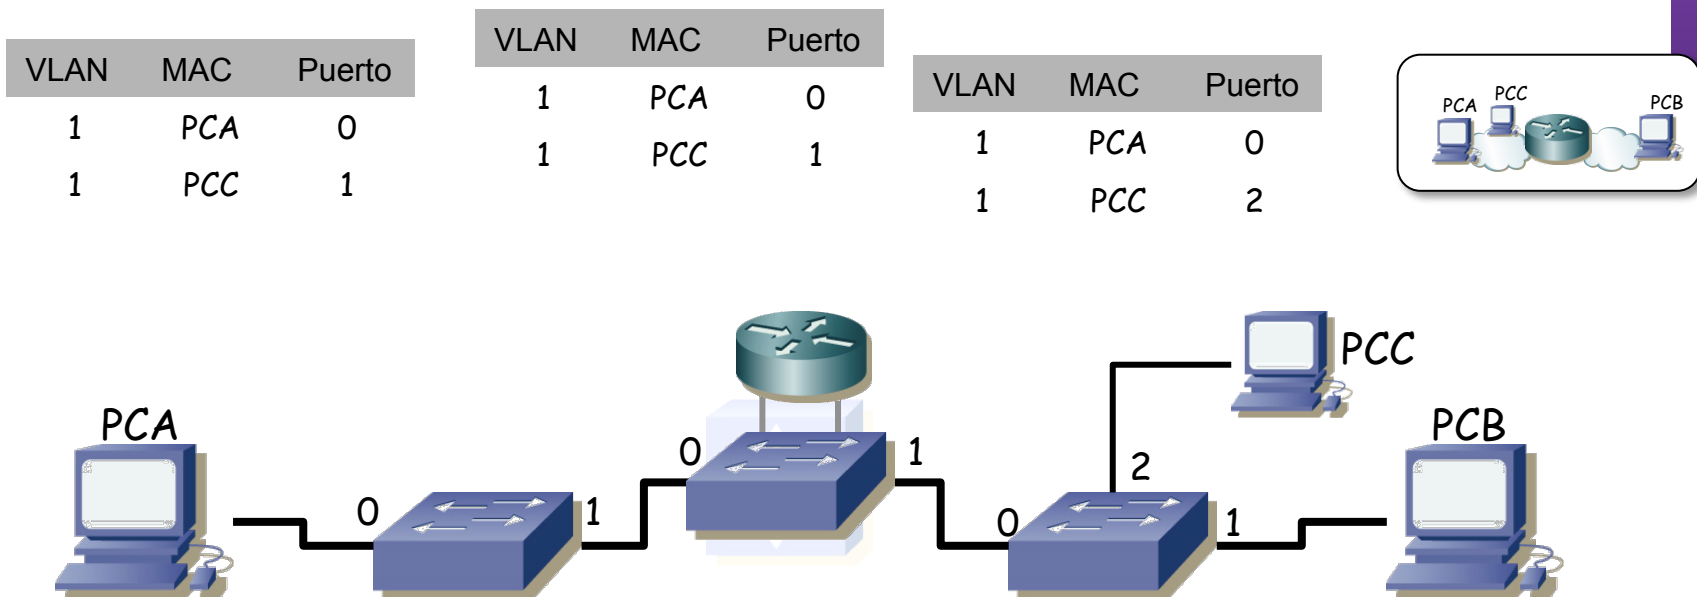 VLAN MAC Puerto
1 PCA 0
1 PCC 1
VLAN MAC Puerto
1 PCA 0
1 PCC 1
VLAN MAC Puerto
1 PCA 0
1 PCC 2
PCA PCC PCB
PCC
PCA
PCB
0 1
2
0 1
0 1